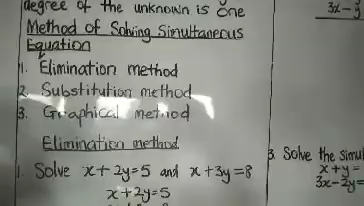 degree of the unknown is One
Method of Solving Simultaneous
Equation
1. Elimination method
2. Substitution method
3. Graphical method
Elimination method
1. Solve x+2y=5 and x+3y=8
x+2y=5
3x-y
3. Solve the simul
x+y=
3x-2y=